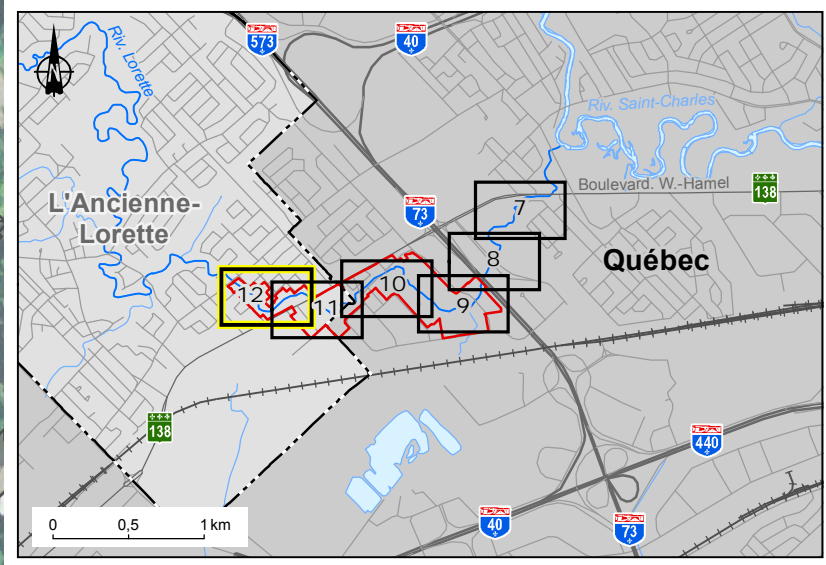 573
40
N
Riv. Lorette
Riv. Saint-Charles
Boulevard. W.-Hamel
138
L'Ancienne-
Lorette
73
7
8
Québec
12
11
10
9
138
440
40
73
0 0,5 1 km